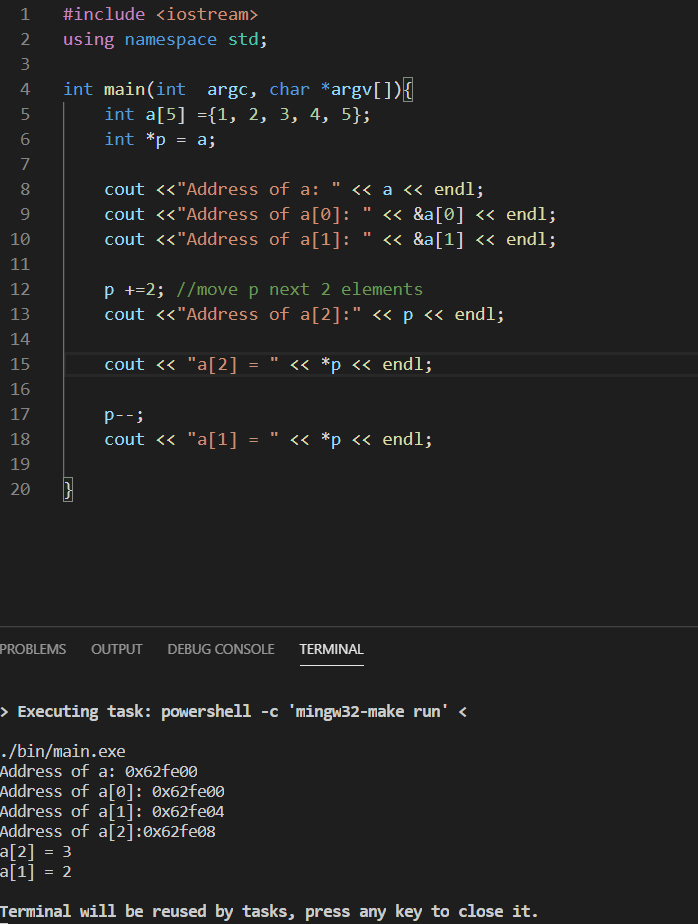 1 #include <iostream>
2 using namespace std;
3
4 int main(int  argc, char *argv[]){
5     int a[5] ={1, 2, 3, 4, 5};
6     int *p = a;
7
8     cout <<"Address of a: " << a << endl;
9     cout <<"Address of a[0]: " << &a[0] << endl;
10     cout <<"Address of a[1]: " << &a[1] << endl;
11
12     p +=2; //move p next 2 elements
13     cout <<"Address of a[2]:" << p << endl;
14
15     cout << "a[2] = " << *p << endl;
16
17     p--;
18     cout << "a[1] = " << *p << endl;
19
20 }
PROBLEMS OUTPUT DEBUG CONSOLE TERMINAL
> Executing task: powershell -c 'mingw32-make run' <
./bin/main.exe
Address of a: 0x62fe00
Address of a[0]: 0x62fe00
Address of a[1]: 0x62fe04
Address of a[2]:0x62fe08
a[2] = 3
a[1] = 2
Terminal will be reused by tasks, press any key to close it.